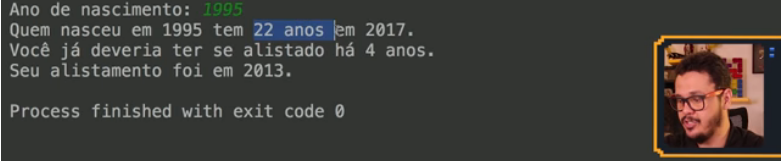 Ano de nascimento: 1995
Quem nasceu em 1995 tem 22 anos em 2017.
Você já deveria ter se alistado há 4 anos.
Seu alistamento foi em 2013.
Process finished with exit code 0